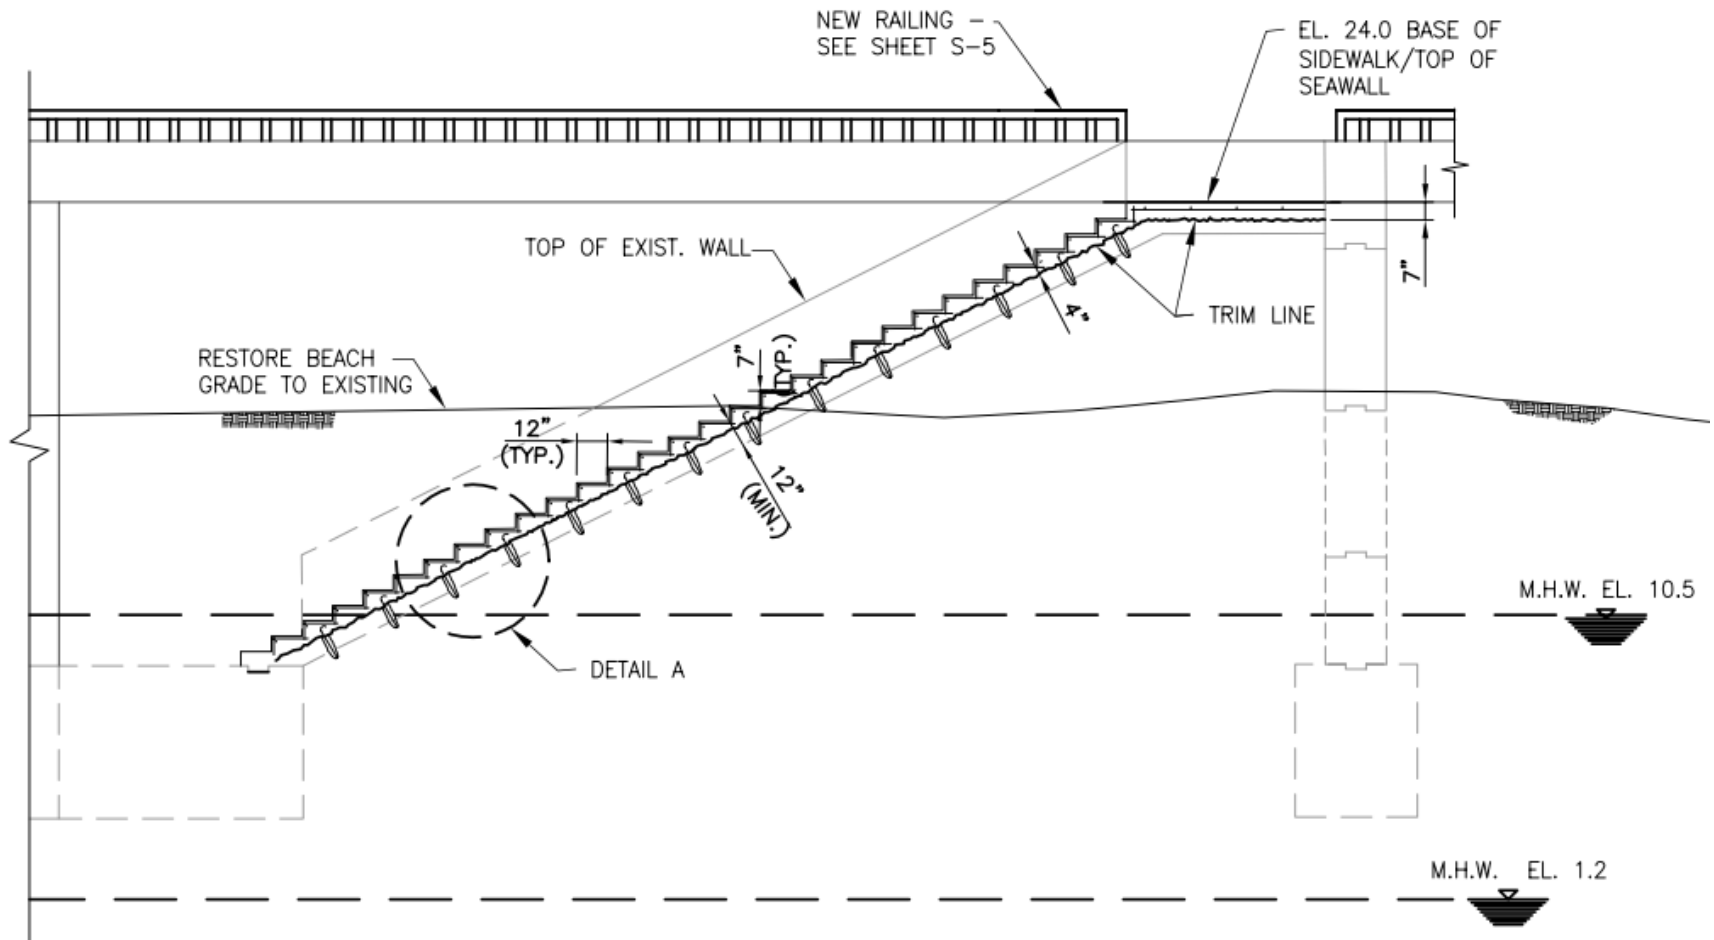 NEW RAILING –
SEE SHEET S-5
EL. 24.0 BASE OF
SIDEWALK/TOP OF
SEAWALL
TOP OF EXIST. WALL
7"
TRIM LINE
4"
RESTORE BEACH
GRADE TO EXISTING
7"
(TYP.)
12"
(TYP.)
12"
(MIN.)
M.H.W. EL. 10.5
DETAIL A
M.H.W. EL. 1.2